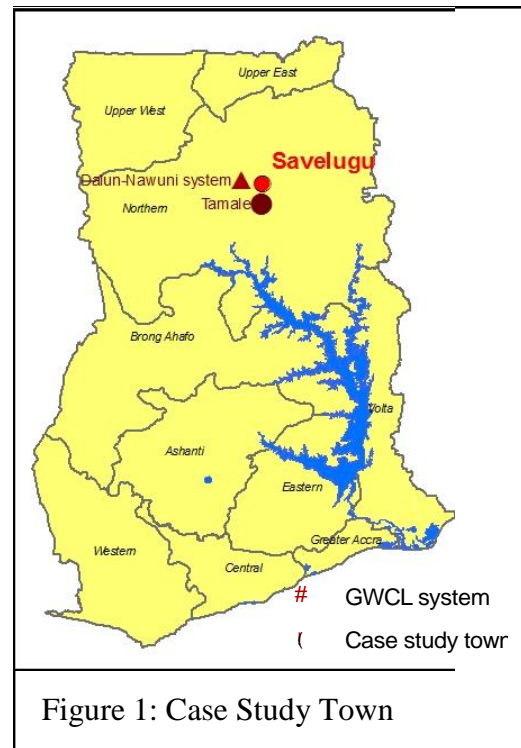 Upper East
Upper West
Savelugu
Dalun-Nawuni system
Tamale
Northern
Brong Ahafo
Volta
Ashanti
Eastern
Western
Greater Accra
Central
# GWCL system
( Case study town
Figure 1: Case Study Town